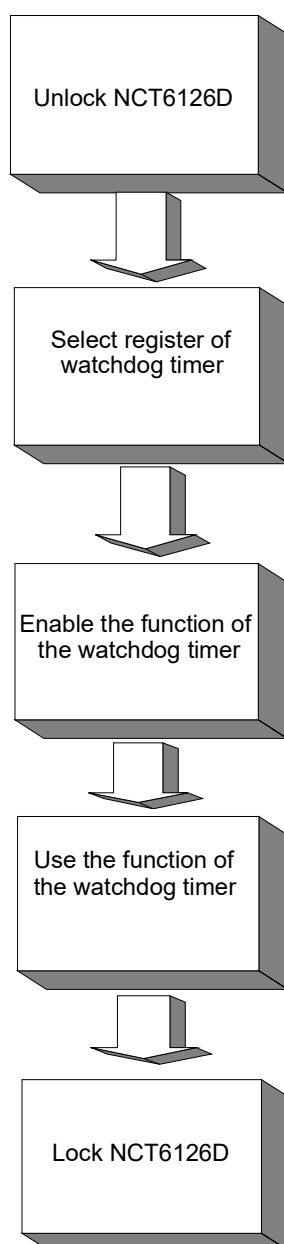 Unlock NCT6126D
Select register of
watchdog timer
Enable the function of
the watchdog timer
Use the function of
the watchdog timer
Lock NCT6126D